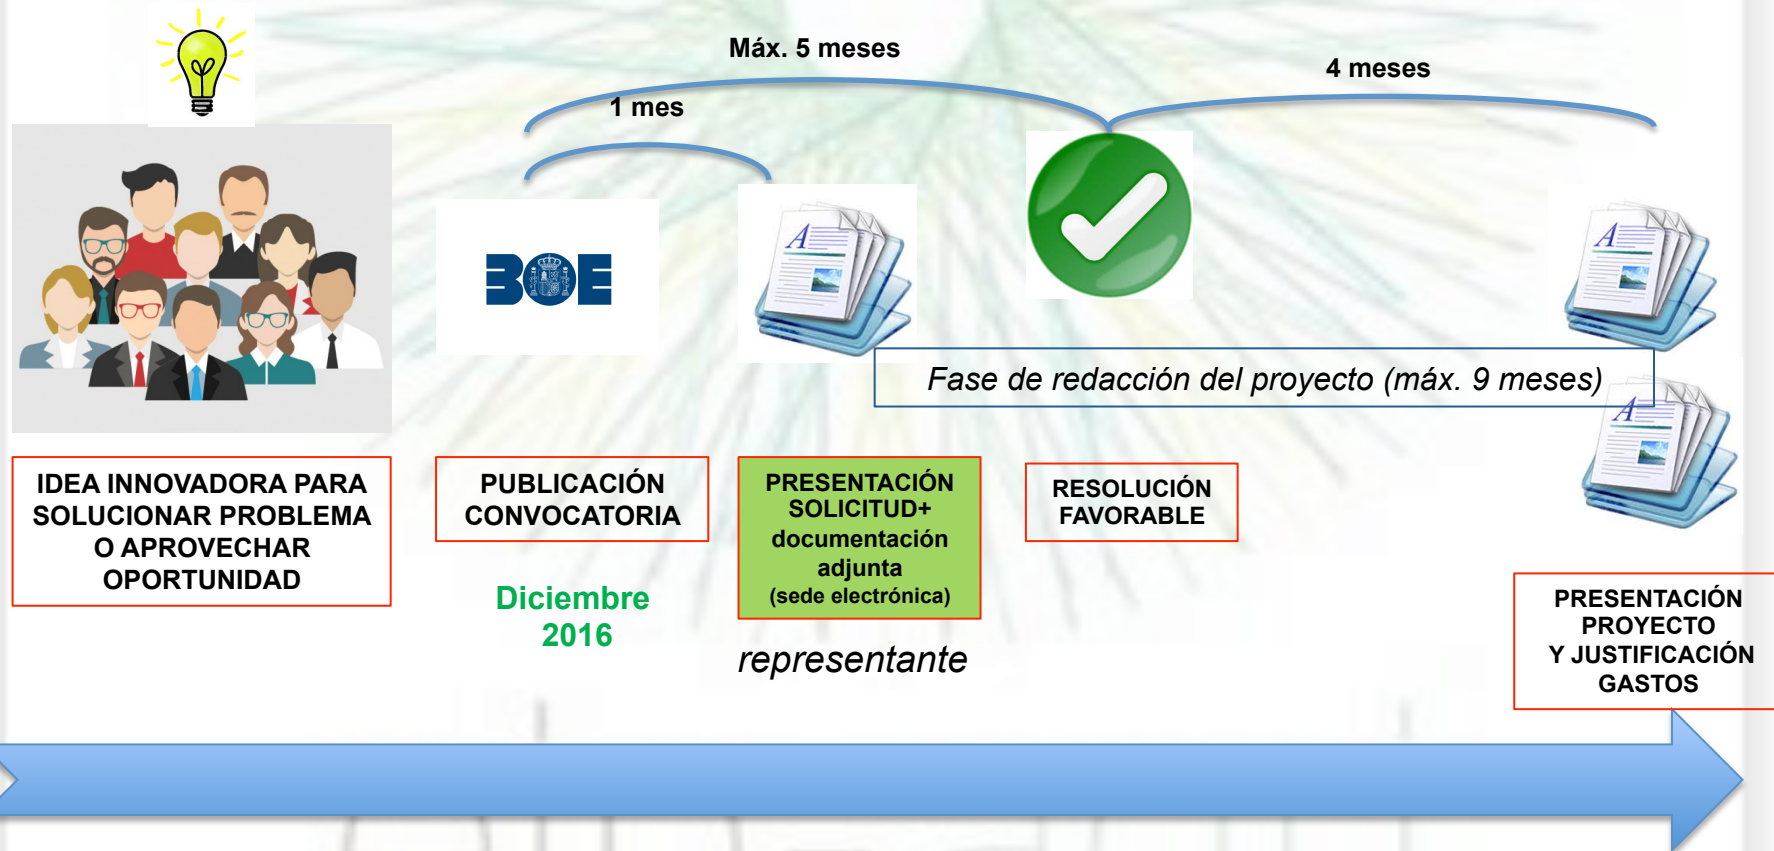 Máx. 5 meses
4 meses
1 mes
BOE
Fase de redacción del proyecto (máx. 9 meses)
IDEA INNOVADORA PARA
SOLUCIONAR PROBLEMA
O APROVECHAR
OPORTUNIDAD
PUBLICACIÓN
CONVOCATORIA
Diciembre
2016
PRESENTACIÓN
SOLICITUD+
documentación
adjunta
(sede electrónica)
representante
RESOLUCIÓN
FAVORABLE
PRESENTACIÓN
PROYECTO
Y JUSTIFICACIÓN
GASTOS